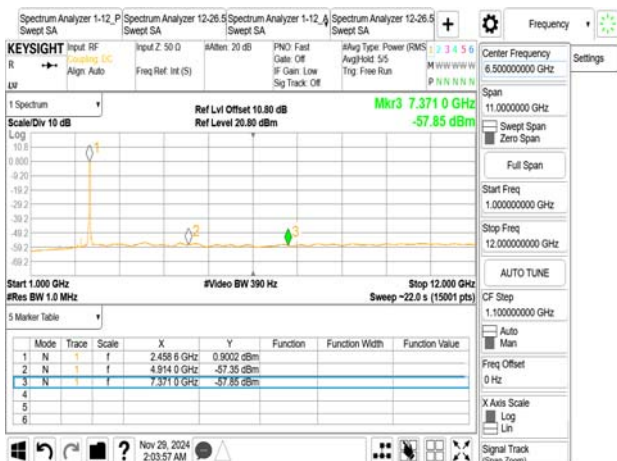 Spectrum Analyzer 1-12_P
Swept SA
Spectrum Analyzer 12-26.5
Swept SA
Spectrum Analyzer 1-12_A
Swept SA
Spectrum Analyzer 12-26.5
Swept SA
+
Frequency
KEYSIGHT
R
Input: RF
Coupling: DC
Align: Auto
Input Z: 50 Ω
Freq Ref: Int (S)
#Atten: 20 dB
PNO: Fast
Gate: Off
IF Gain: Low
Sig Track: Off
#Avg Type: Power (RMS)
Avg|Hold: 5/5
Trig: Free Run
1 2 3 4 5 6
M W W W W W
P N N N N N
Center Frequency
6.500000000 GHz
Settings
Span
11.0000000 GHz
Swept Span
Zero Span
Full Span
Start Freq
1.000000000 GHz
Stop Freq
12.000000000 GHz
AUTO TUNE
CF Step
1.100000000 GHz
Auto
Man
Freq Offset
0 Hz
X Axis Scale
Log
Lin
Signal Track
(Span Zoom)
1 Spectrum
Scale/Div 10 dB
Ref Lvl Offset 10.80 dB
Ref Level 20.80 dBm
Mkr3 7.371 0 GHz
-57.85 dBm
Log
10.8
0.800
-9.20
-19.2
-29.2
-39.2
-49.2
-59.2
-69.2
1
2
3
Start 1.000 GHz
#Res BW 1.0 MHz
#Video BW 390 Hz
Stop 12.000 GHz
Sweep ~22.0 s (15001 pts)
5 Marker Table
Mode Trace Scale X Y Function Function Width Function Value
1 N 1 f 2.458 6 GHz 0.9002 dBm
2 N 1 f 4.914 0 GHz -57.35 dBm
3 N 1 f 7.371 0 GHz -57.85 dBm
4
5
6
?
Nov 29, 2024
2:03:57 AM